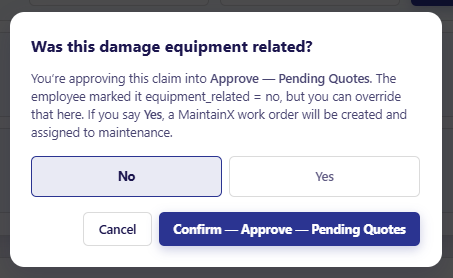 Was this damage equipment related?
You're approving this claim into Approve — Pending Quotes. The
employee marked it equipment_related = no, but you can override
that here. If you say Yes, a MaintainX work order will be created and
assigned to maintenance.
No
Yes
Cancel
Confirm — Approve — Pending Quotes